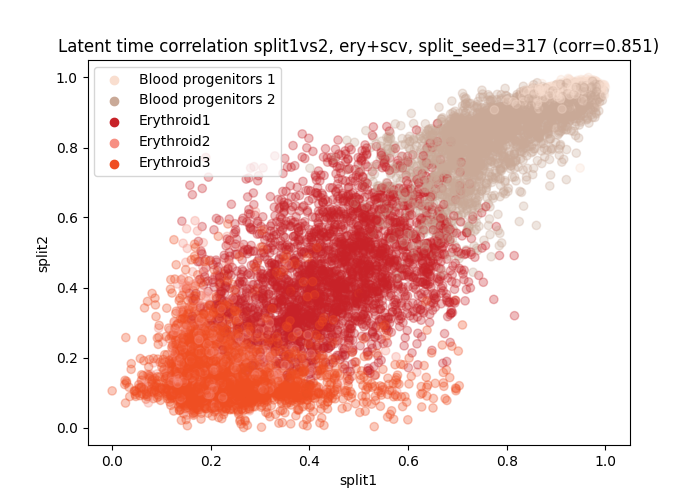 Latent time correlation split1vs2, ery+scv, split_seed=317 (corr=0.851)
Blood progenitors 1
Blood progenitors 2
Erythroid1
Erythroid2
Erythroid3
1.0
0.8
0.6
0.4
0.2
0.0
split2
0.0 0.2 0.4 0.6 0.8 1.0
split1